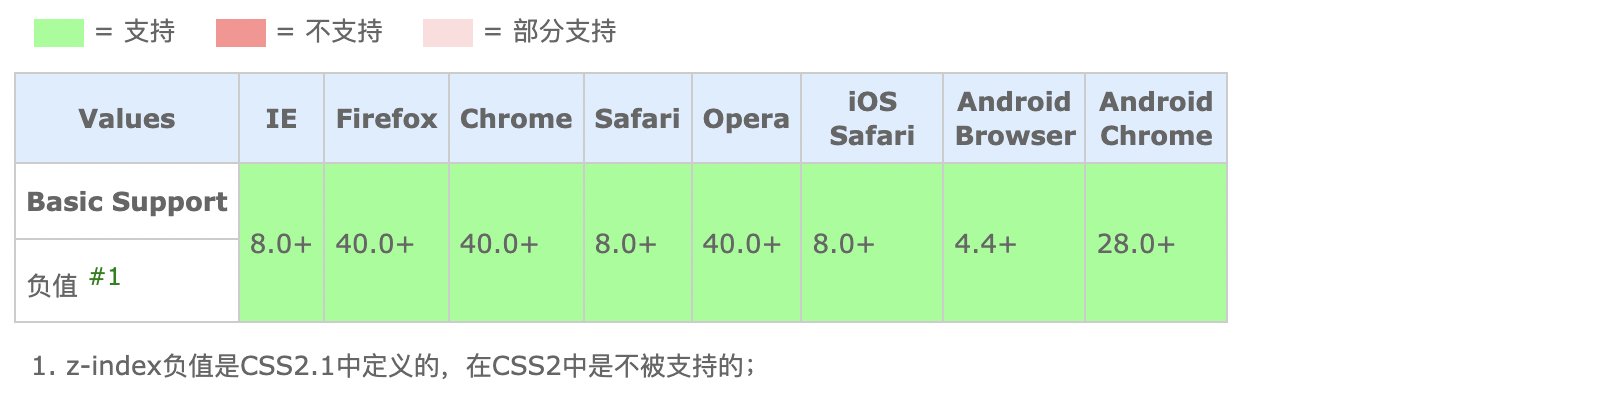 = 支持 = 不支持 = 部分支持
Values IE Firefox Chrome Safari Opera iOS Safari Android Browser Android Chrome
Basic Support 8.0+ 40.0+ 40.0+ 8.0+ 40.0+ 8.0+ 4.4+ 28.0+
负值 #1
1. z-index负值是CSS2.1中定义的，在CSS2中是不被支持的；